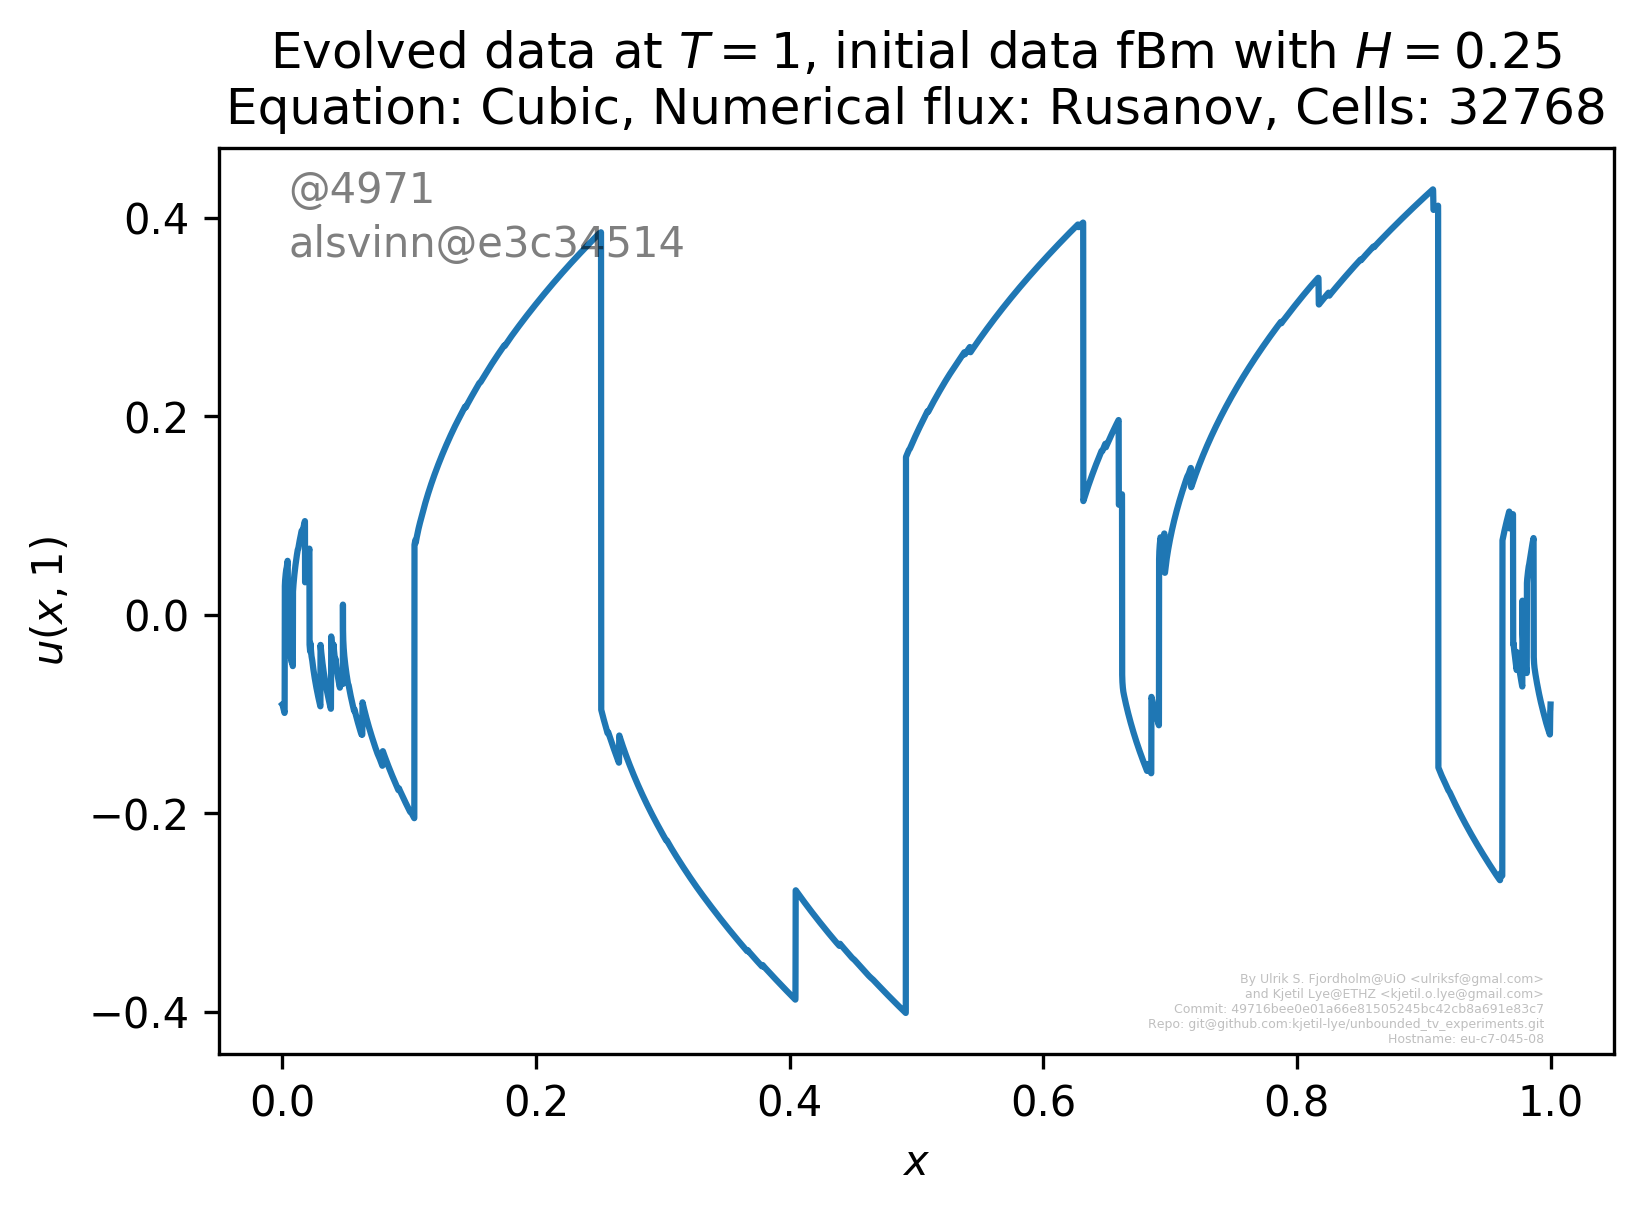 Evolved data at T = 1, initial data fBm with H = 0.25
Equation: Cubic, Numerical flux: Rusanov, Cells: 32768
@4971
alsvinn@e3c34514
u(x, 1)
0.4
0.2
0.0
−0.2
−0.4
By Ulrik S. Fjordholm@UiO <ulriksf@gmal.com>
and Kjetil Lye@ETHZ <kjetil.o.lye@gmail.com>
Commit: 49716bee0e01a66e81505245bc42cb8a691e83c7
Repo: git@github.com:kjetil-lye/unbounded_tv_experiments.git
Hostname: eu-c7-045-08
0.0 0.2 0.4 0.6 0.8 1.0
x